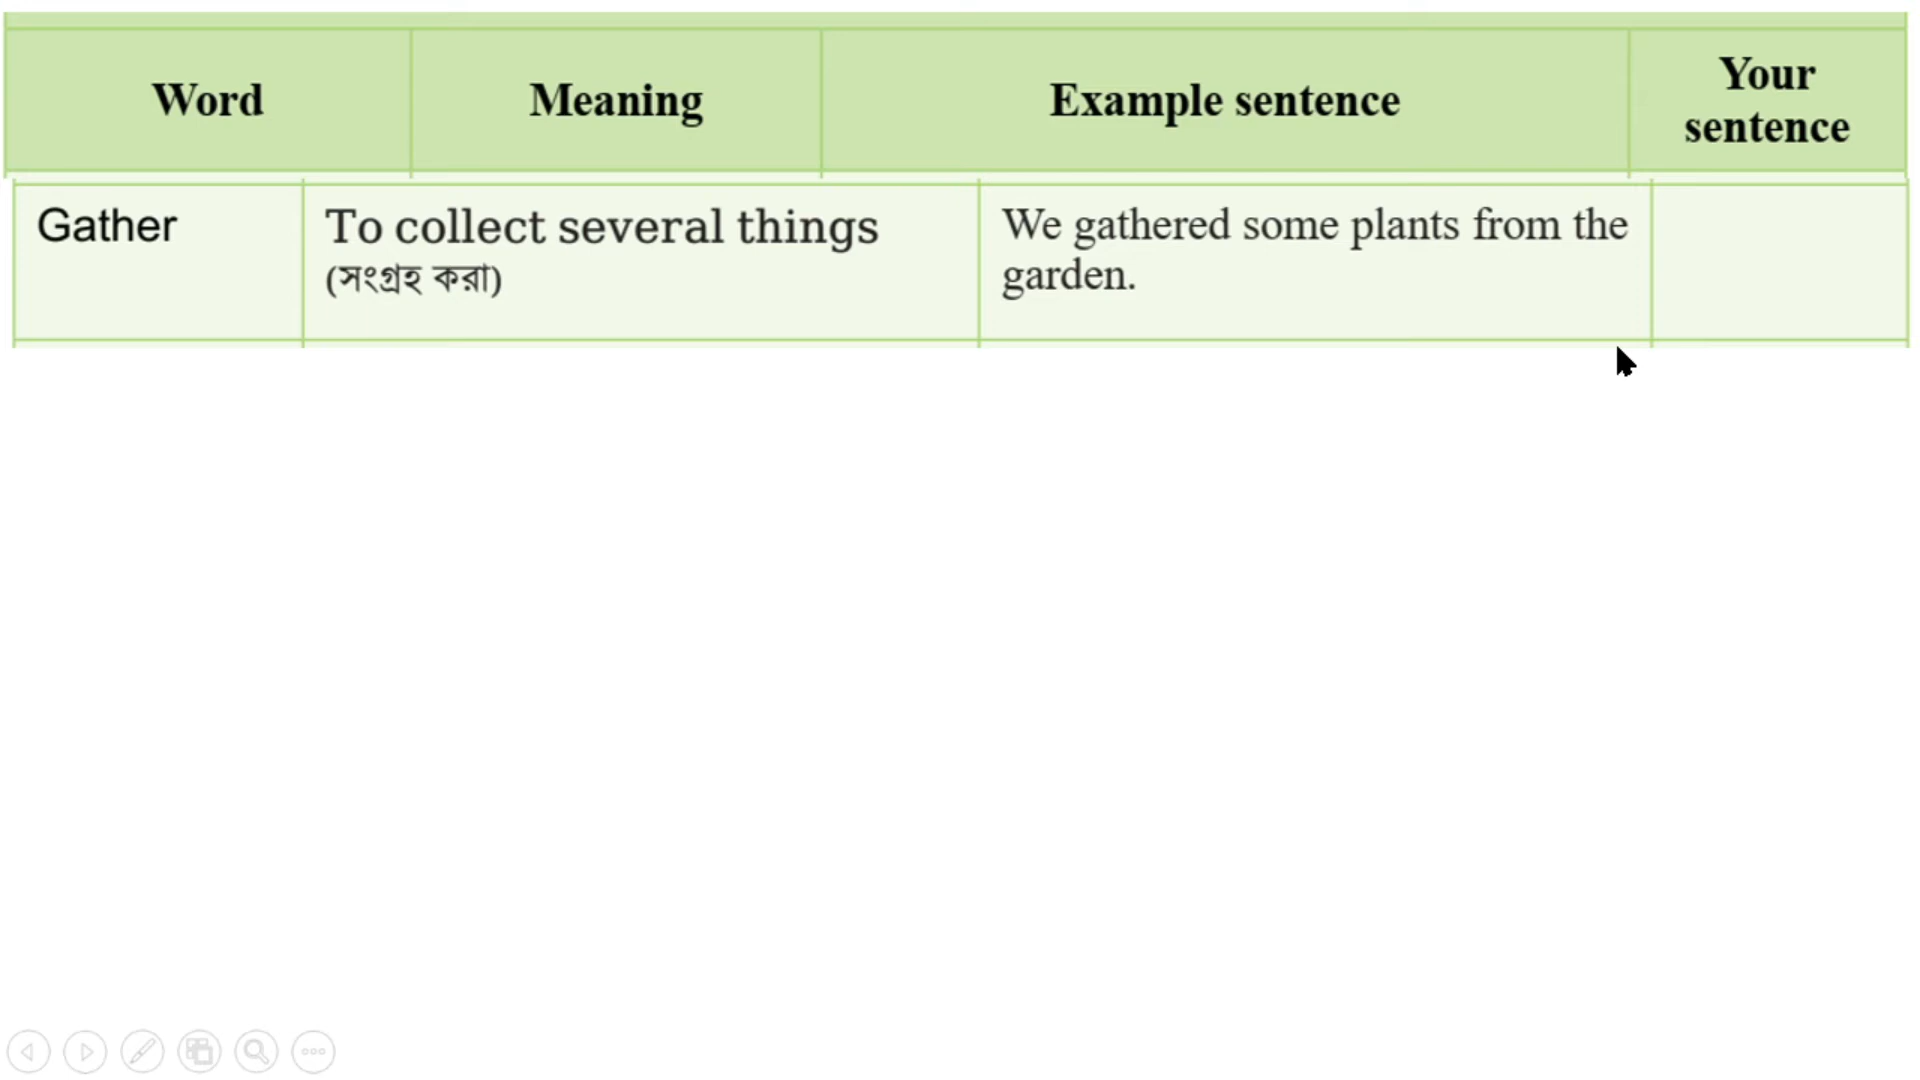 Word
Meaning
Example sentence
Your
sentence
Gather
To collect several things
(সংগ্রহ করা)
We gathered some plants from the
garden.